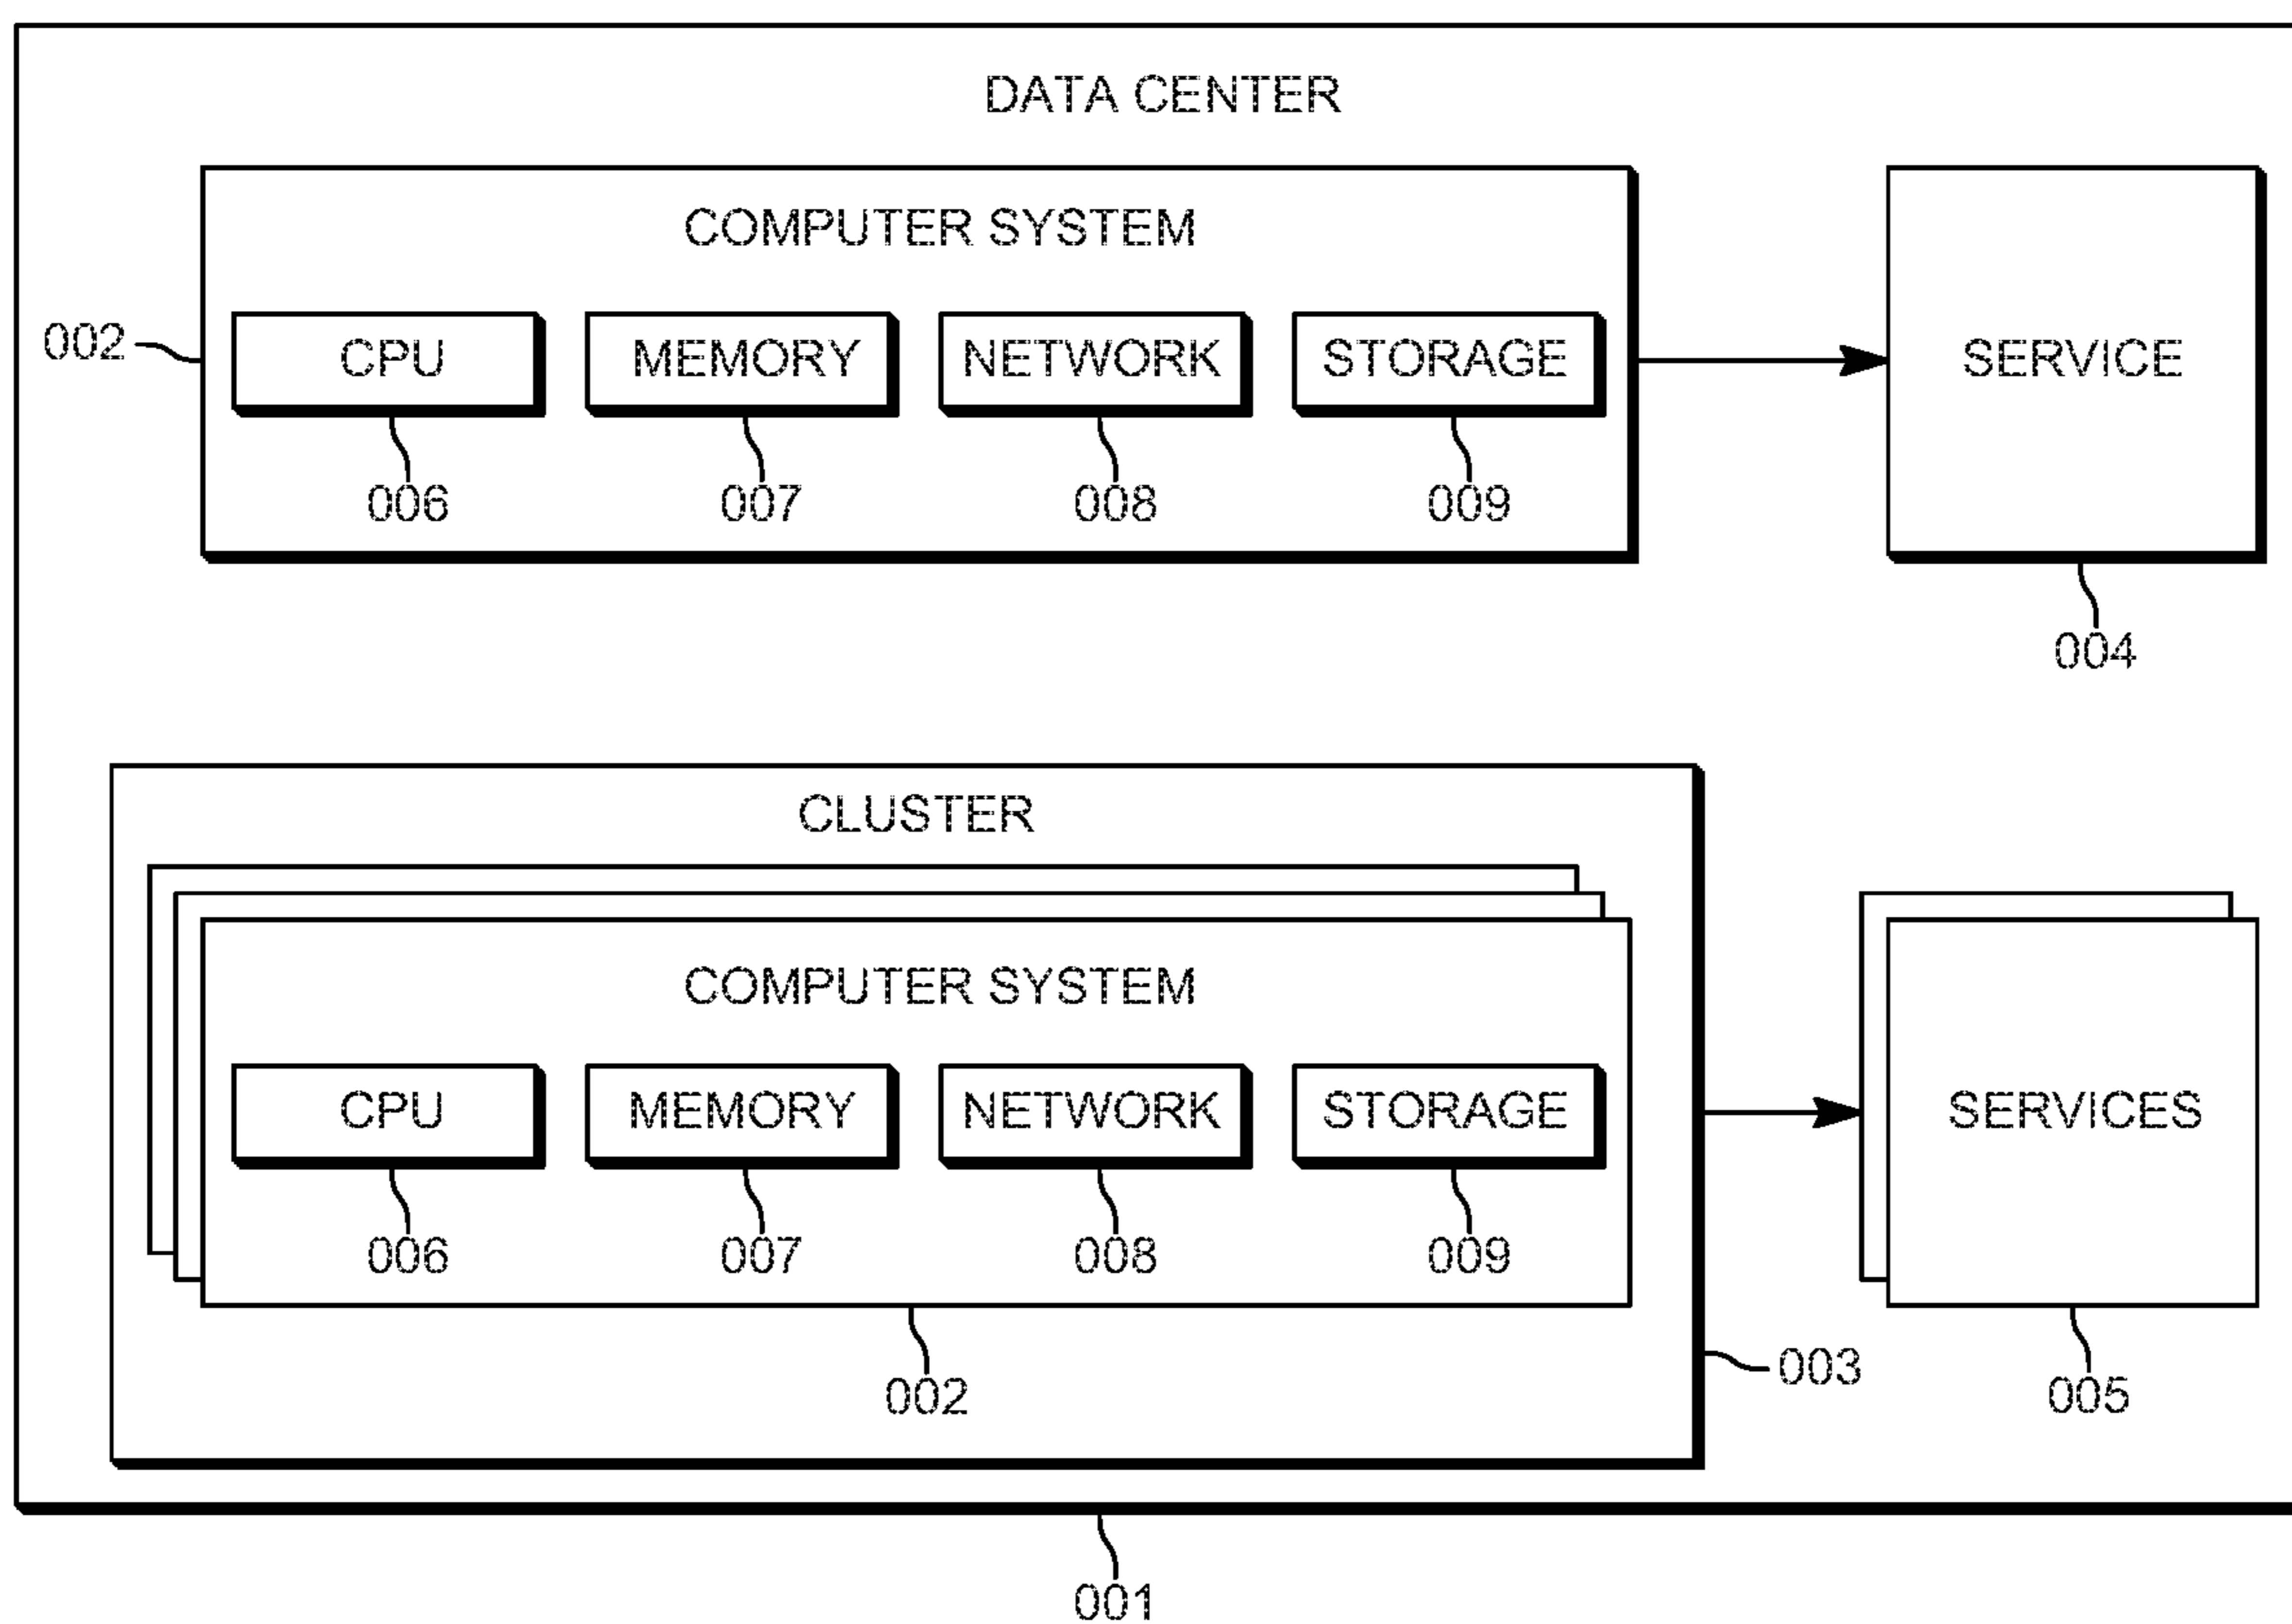 DATA CENTER
COMPUTER SYSTEM
002 CPU MEMORY NETWORK STORAGE SERVICE
006 007 008 009
004
CLUSTER
COMPUTER SYSTEM
CPU MEMORY NETWORK STORAGE SERVICES
006 007 008 009
003
002 005
001